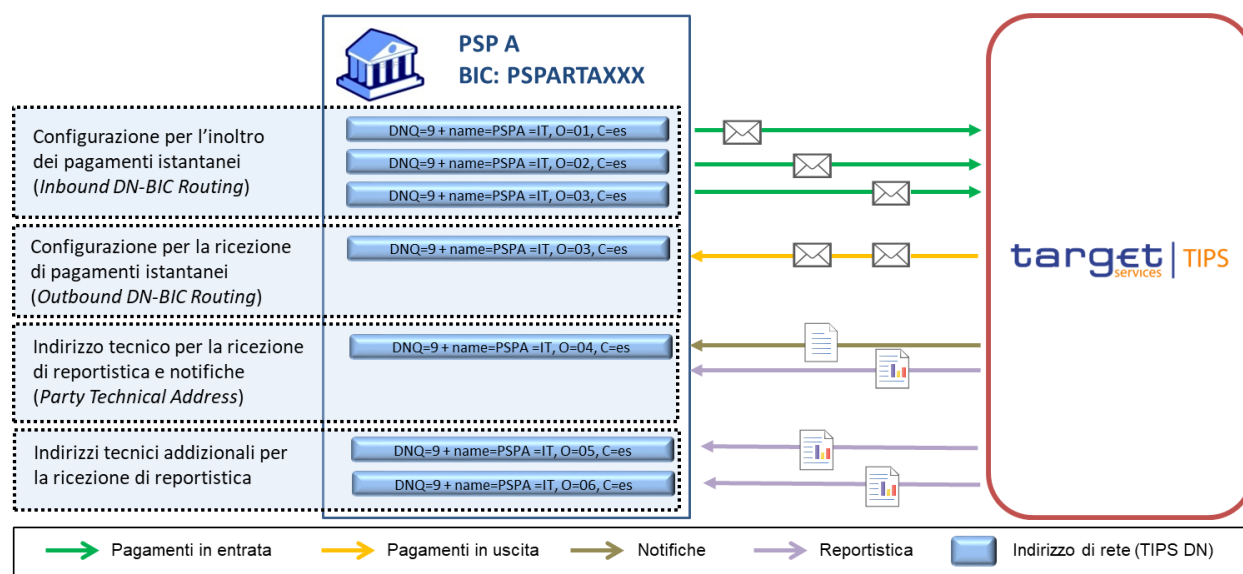 PSP A
BIC: PSPARTAXXX
Configurazione per l’inoltro
dei pagamenti istantanei
(Inbound DN-BIC Routing)
DNQ=9 + name=PSPA =IT, O=01, C=es
DNQ=9 + name=PSPA =IT, O=02, C=es
DNQ=9 + name=PSPA =IT, O=03, C=es
Configurazione per la ricezione
di pagamenti istantanei
(Outbound DN-BIC Routing)
DNQ=9 + name=PSPA =IT, O=03, C=es
target | TIPS
services
Indirizzo tecnico per la ricezione
di reportistica e notifiche
(Party Technical Address)
DNQ=9 + name=PSPA =IT, O=04, C=es
Indirizzi tecnici addizionali per
la ricezione di reportistica
DNQ=9 + name=PSPA =IT, O=05, C=es
DNQ=9 + name=PSPA =IT, O=06, C=es
Pagamenti in entrata
Pagamenti in uscita
Notifiche
Reportistica
Indirizzo di rete (TIPS DN)